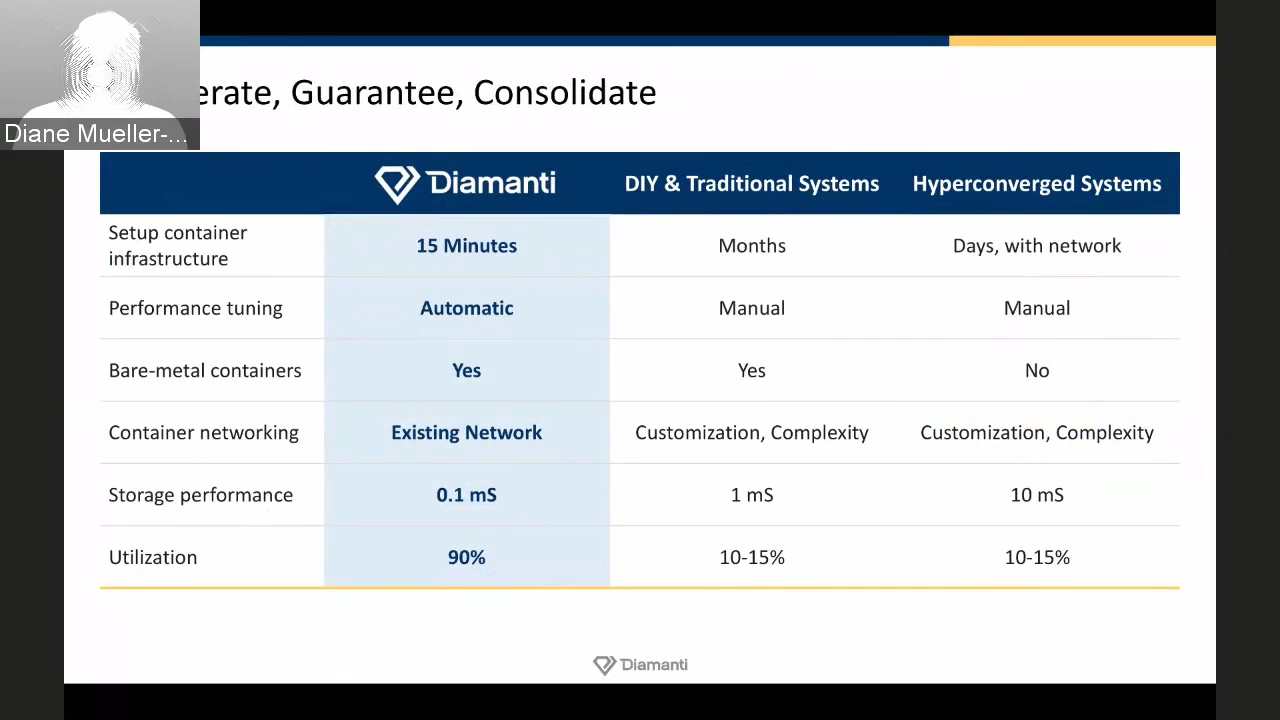 Diane Mueller-...
erate, Guarantee, Consolidate
Diamanti DIY & Traditional Systems Hyperconverged Systems
Setup container
infrastructure 15 Minutes Months Days, with network
Performance tuning Automatic Manual Manual
Bare-metal containers Yes Yes No
Container networking Existing Network Customization, Complexity Customization, Complexity
Storage performance 0.1 mS 1 mS 10 mS
Utilization 90% 10-15% 10-15%
Diamanti